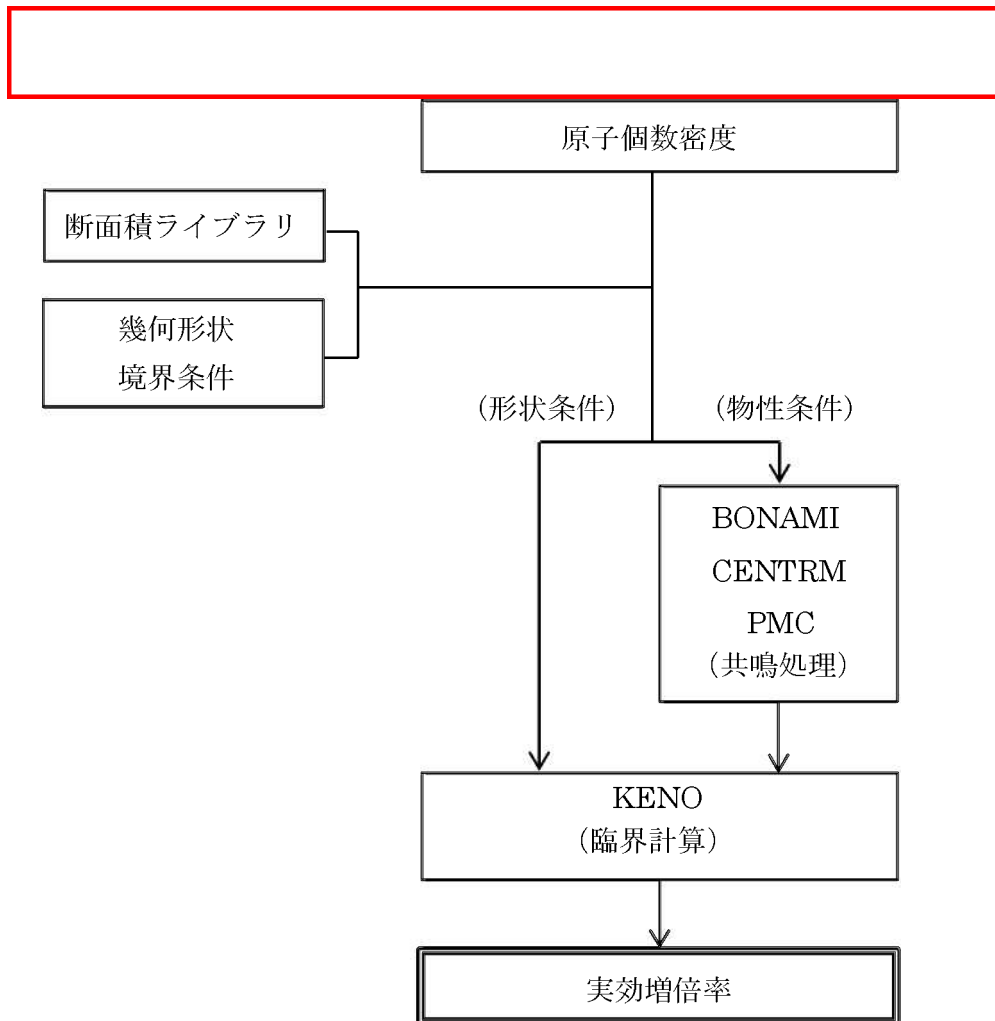 原子個数密度
断面積ライブラリ
幾何形状
境界条件
(形状条件)
(物性条件)
BONAMI
CENTRM
PMC
(共鳴処理)
KENO
(臨界計算)
実効増倍率